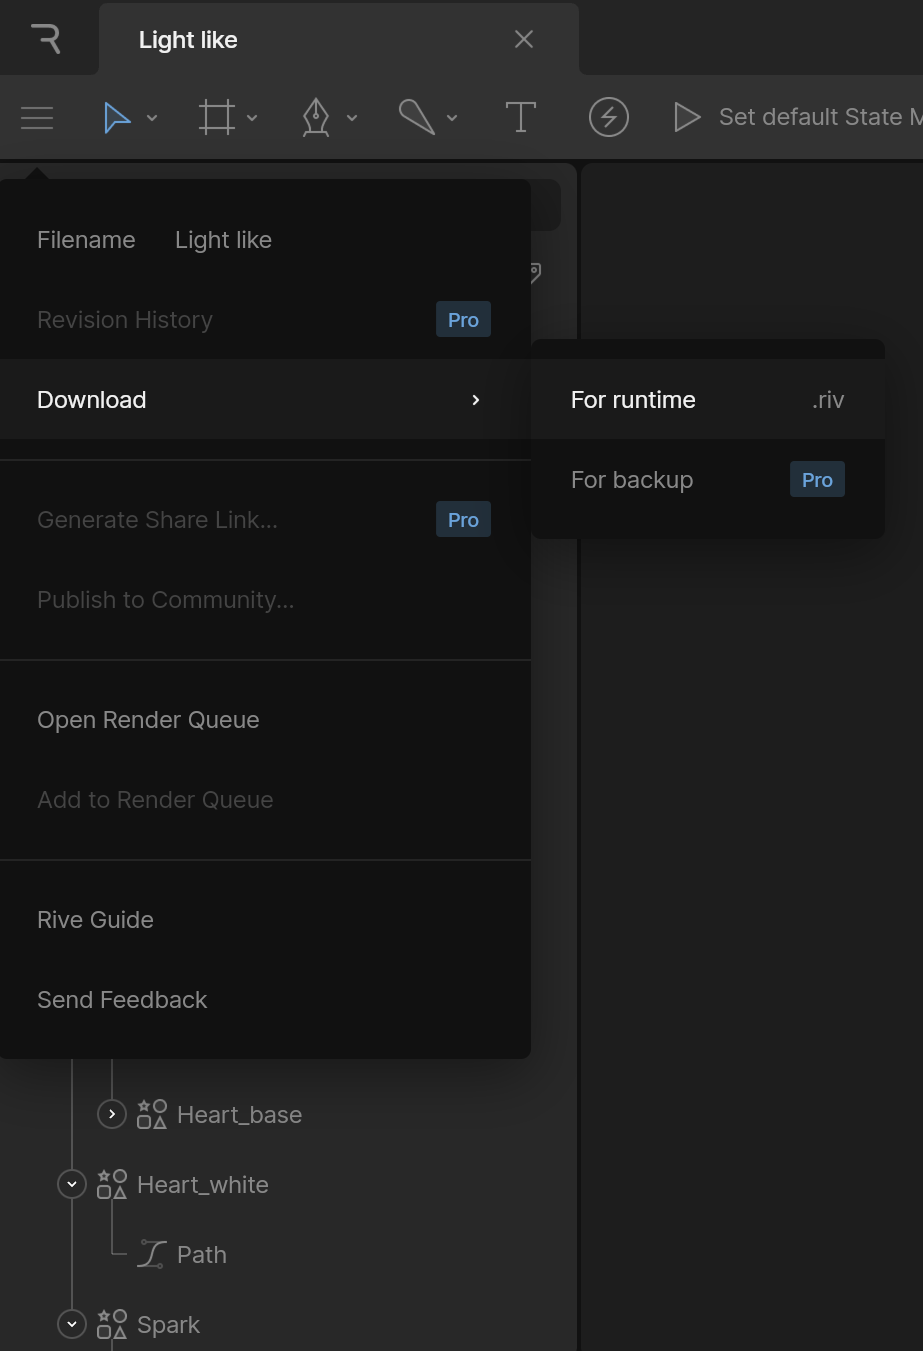 Light like
Set default State M
Filename Light like
Revision History Pro
Download
For runtime .riv
For backup Pro
Generate Share Link... Pro
Publish to Community...
Open Render Queue
Add to Render Queue
Rive Guide
Send Feedback
Heart_base
Heart_white
Path
Spark